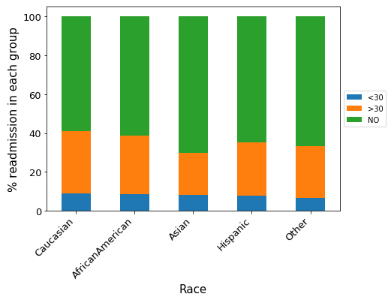 % readmission in each group
100
80
60
40
20
0
Caucasian
AfricanAmerican
Asian
Hispanic
Other
Race
<30
>30
NO